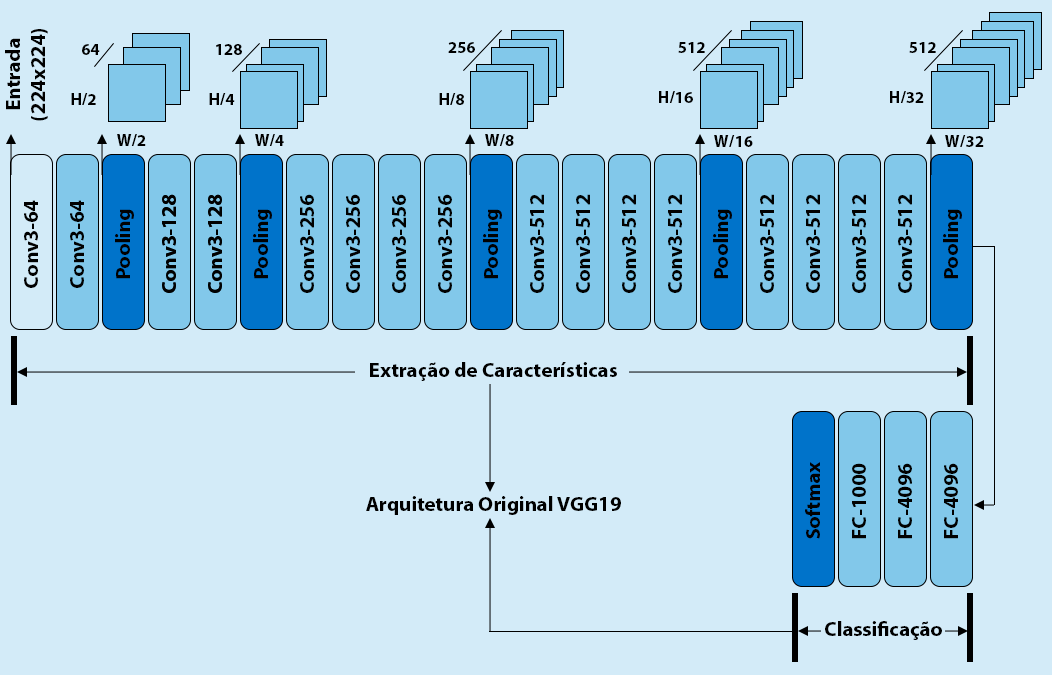 Entrada
(224x224)
64
H/2
W/2
128
H/4
W/4
256
H/8
W/8
512
H/16
W/16
512
H/32
W/32
Conv3-64
Conv3-64
Pooling
Conv3-128
Conv3-128
Pooling
Conv3-256
Conv3-256
Conv3-256
Conv3-256
Pooling
Conv3-512
Conv3-512
Conv3-512
Conv3-512
Pooling
Conv3-512
Conv3-512
Conv3-512
Conv3-512
Pooling
Extração de Características
Arquitetura Original VGG19
Softmax
FC-1000
FC-4096
FC-4096
Classificação